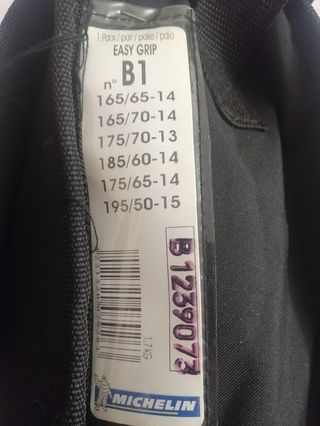 1 Paar / pair / paire / paio
EASY GRIP
n° B1
165/65-14
165/70-14
175/70-13
185/60-14
175/65-14
195/50-15
B1239073
1,7 KG
MICHELIN